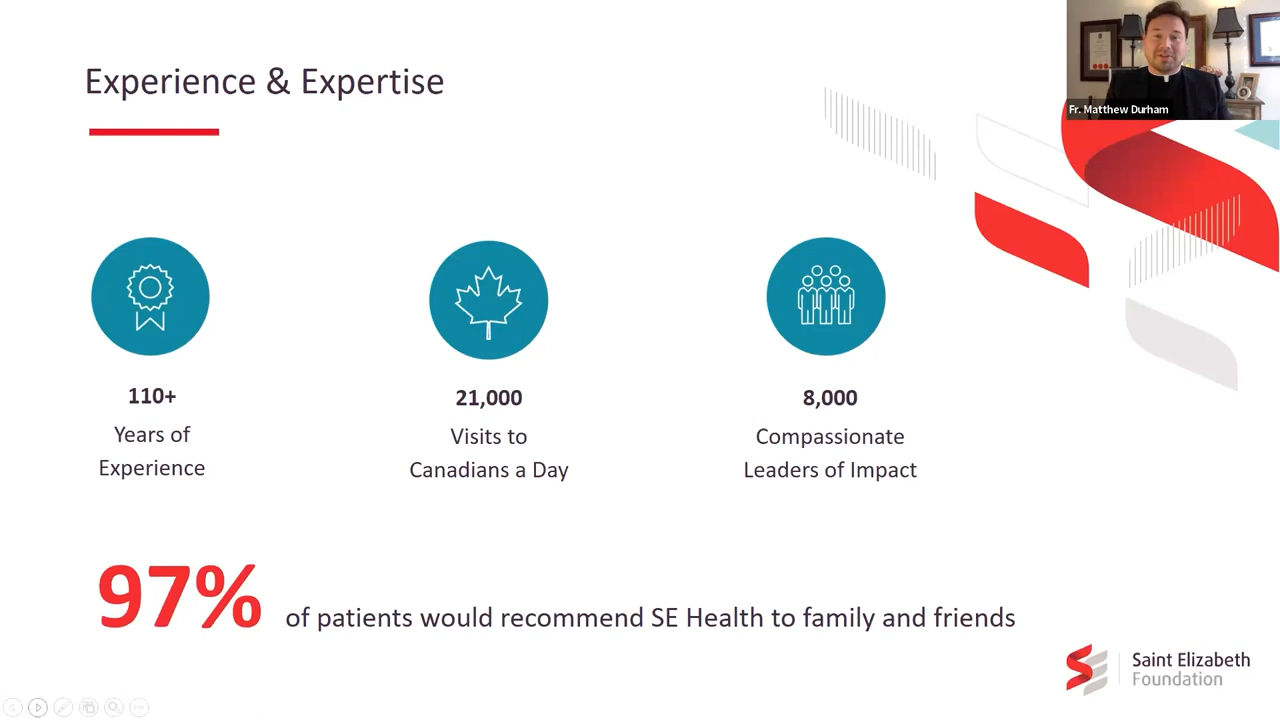 Experience & Expertise
Fr. Matthew Durham
110+
Years of
Experience
21,000
Visits to
Canadians a Day
8,000
Compassionate
Leaders of Impact
97% of patients would recommend SE Health to family and friends
Saint Elizabeth
Foundation